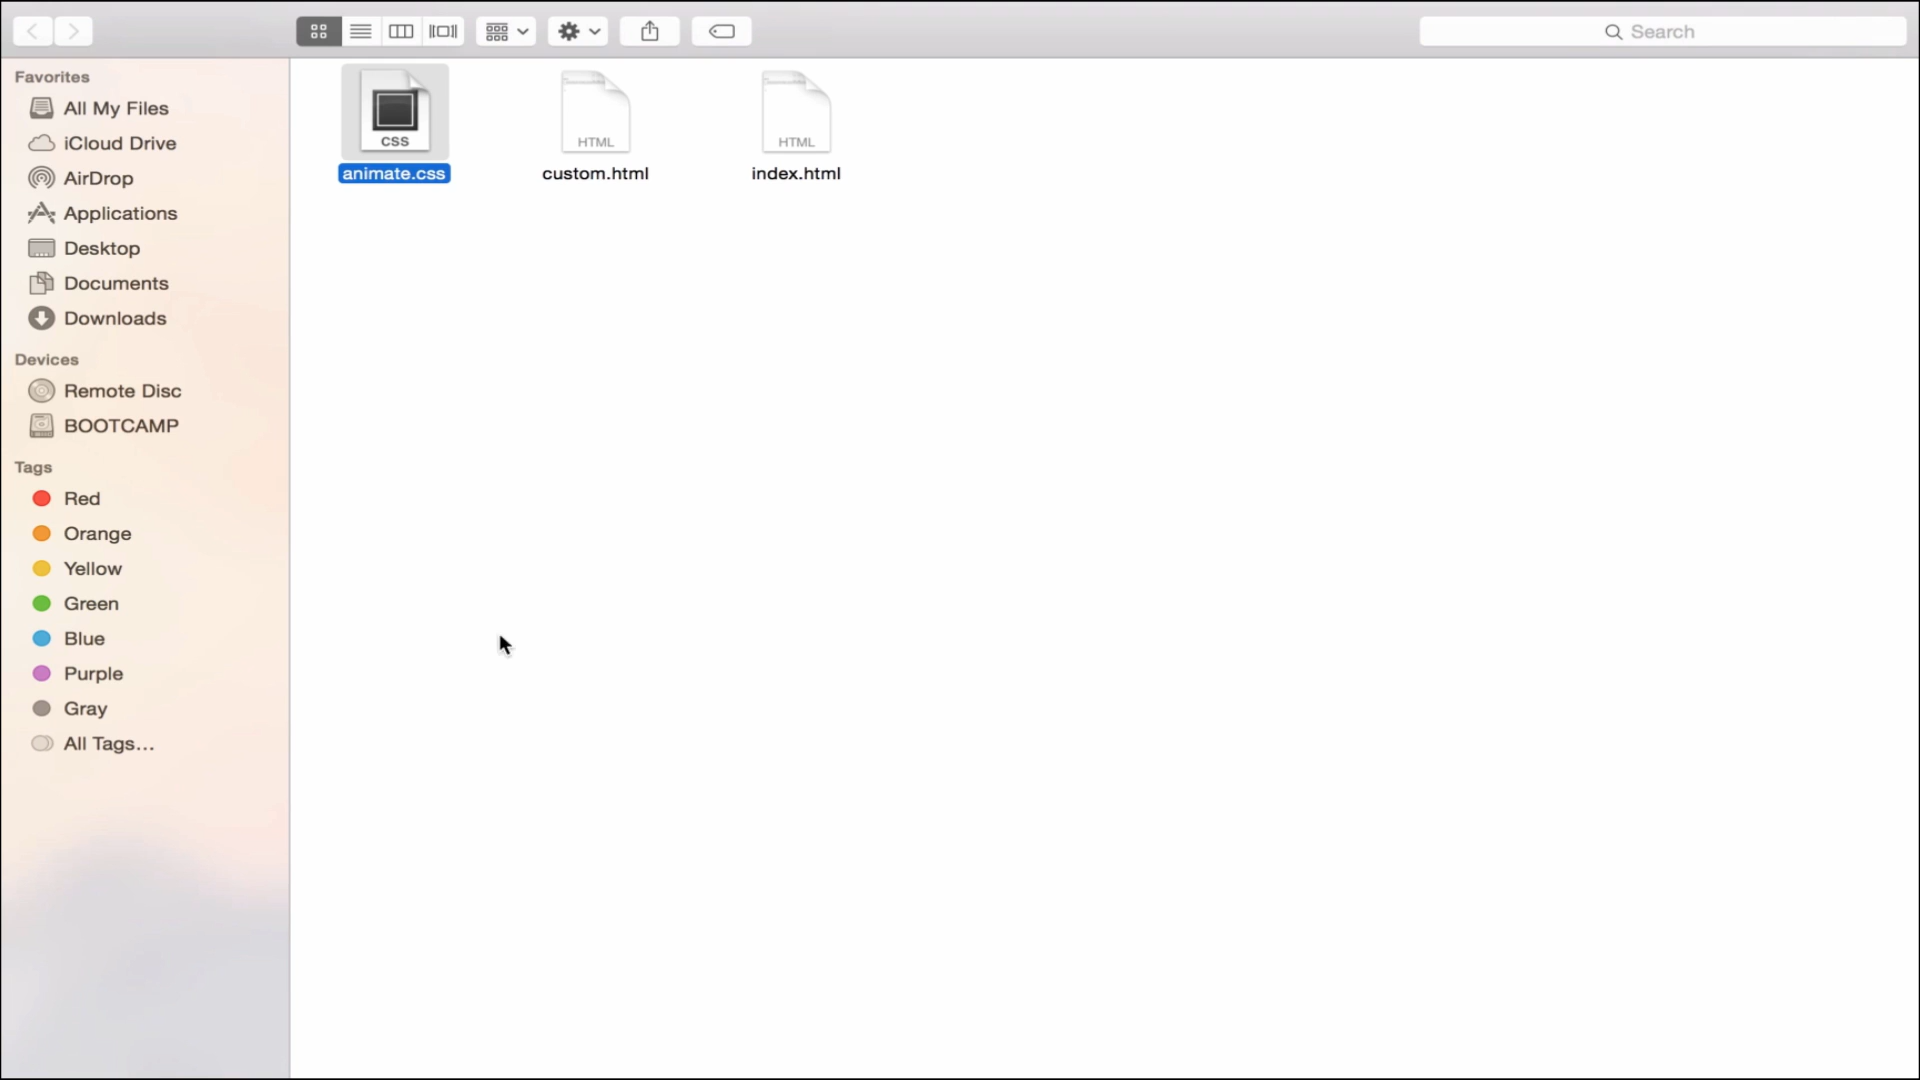 Search
Favorites
All My Files
iCloud Drive
AirDrop
Applications
Desktop
Documents
Downloads
Devices
Remote Disc
BOOTCAMP
Tags
Red
Orange
Yellow
Green
Blue
Purple
Gray
All Tags...
CSS
HTML
HTML
animate.css
custom.html
index.html